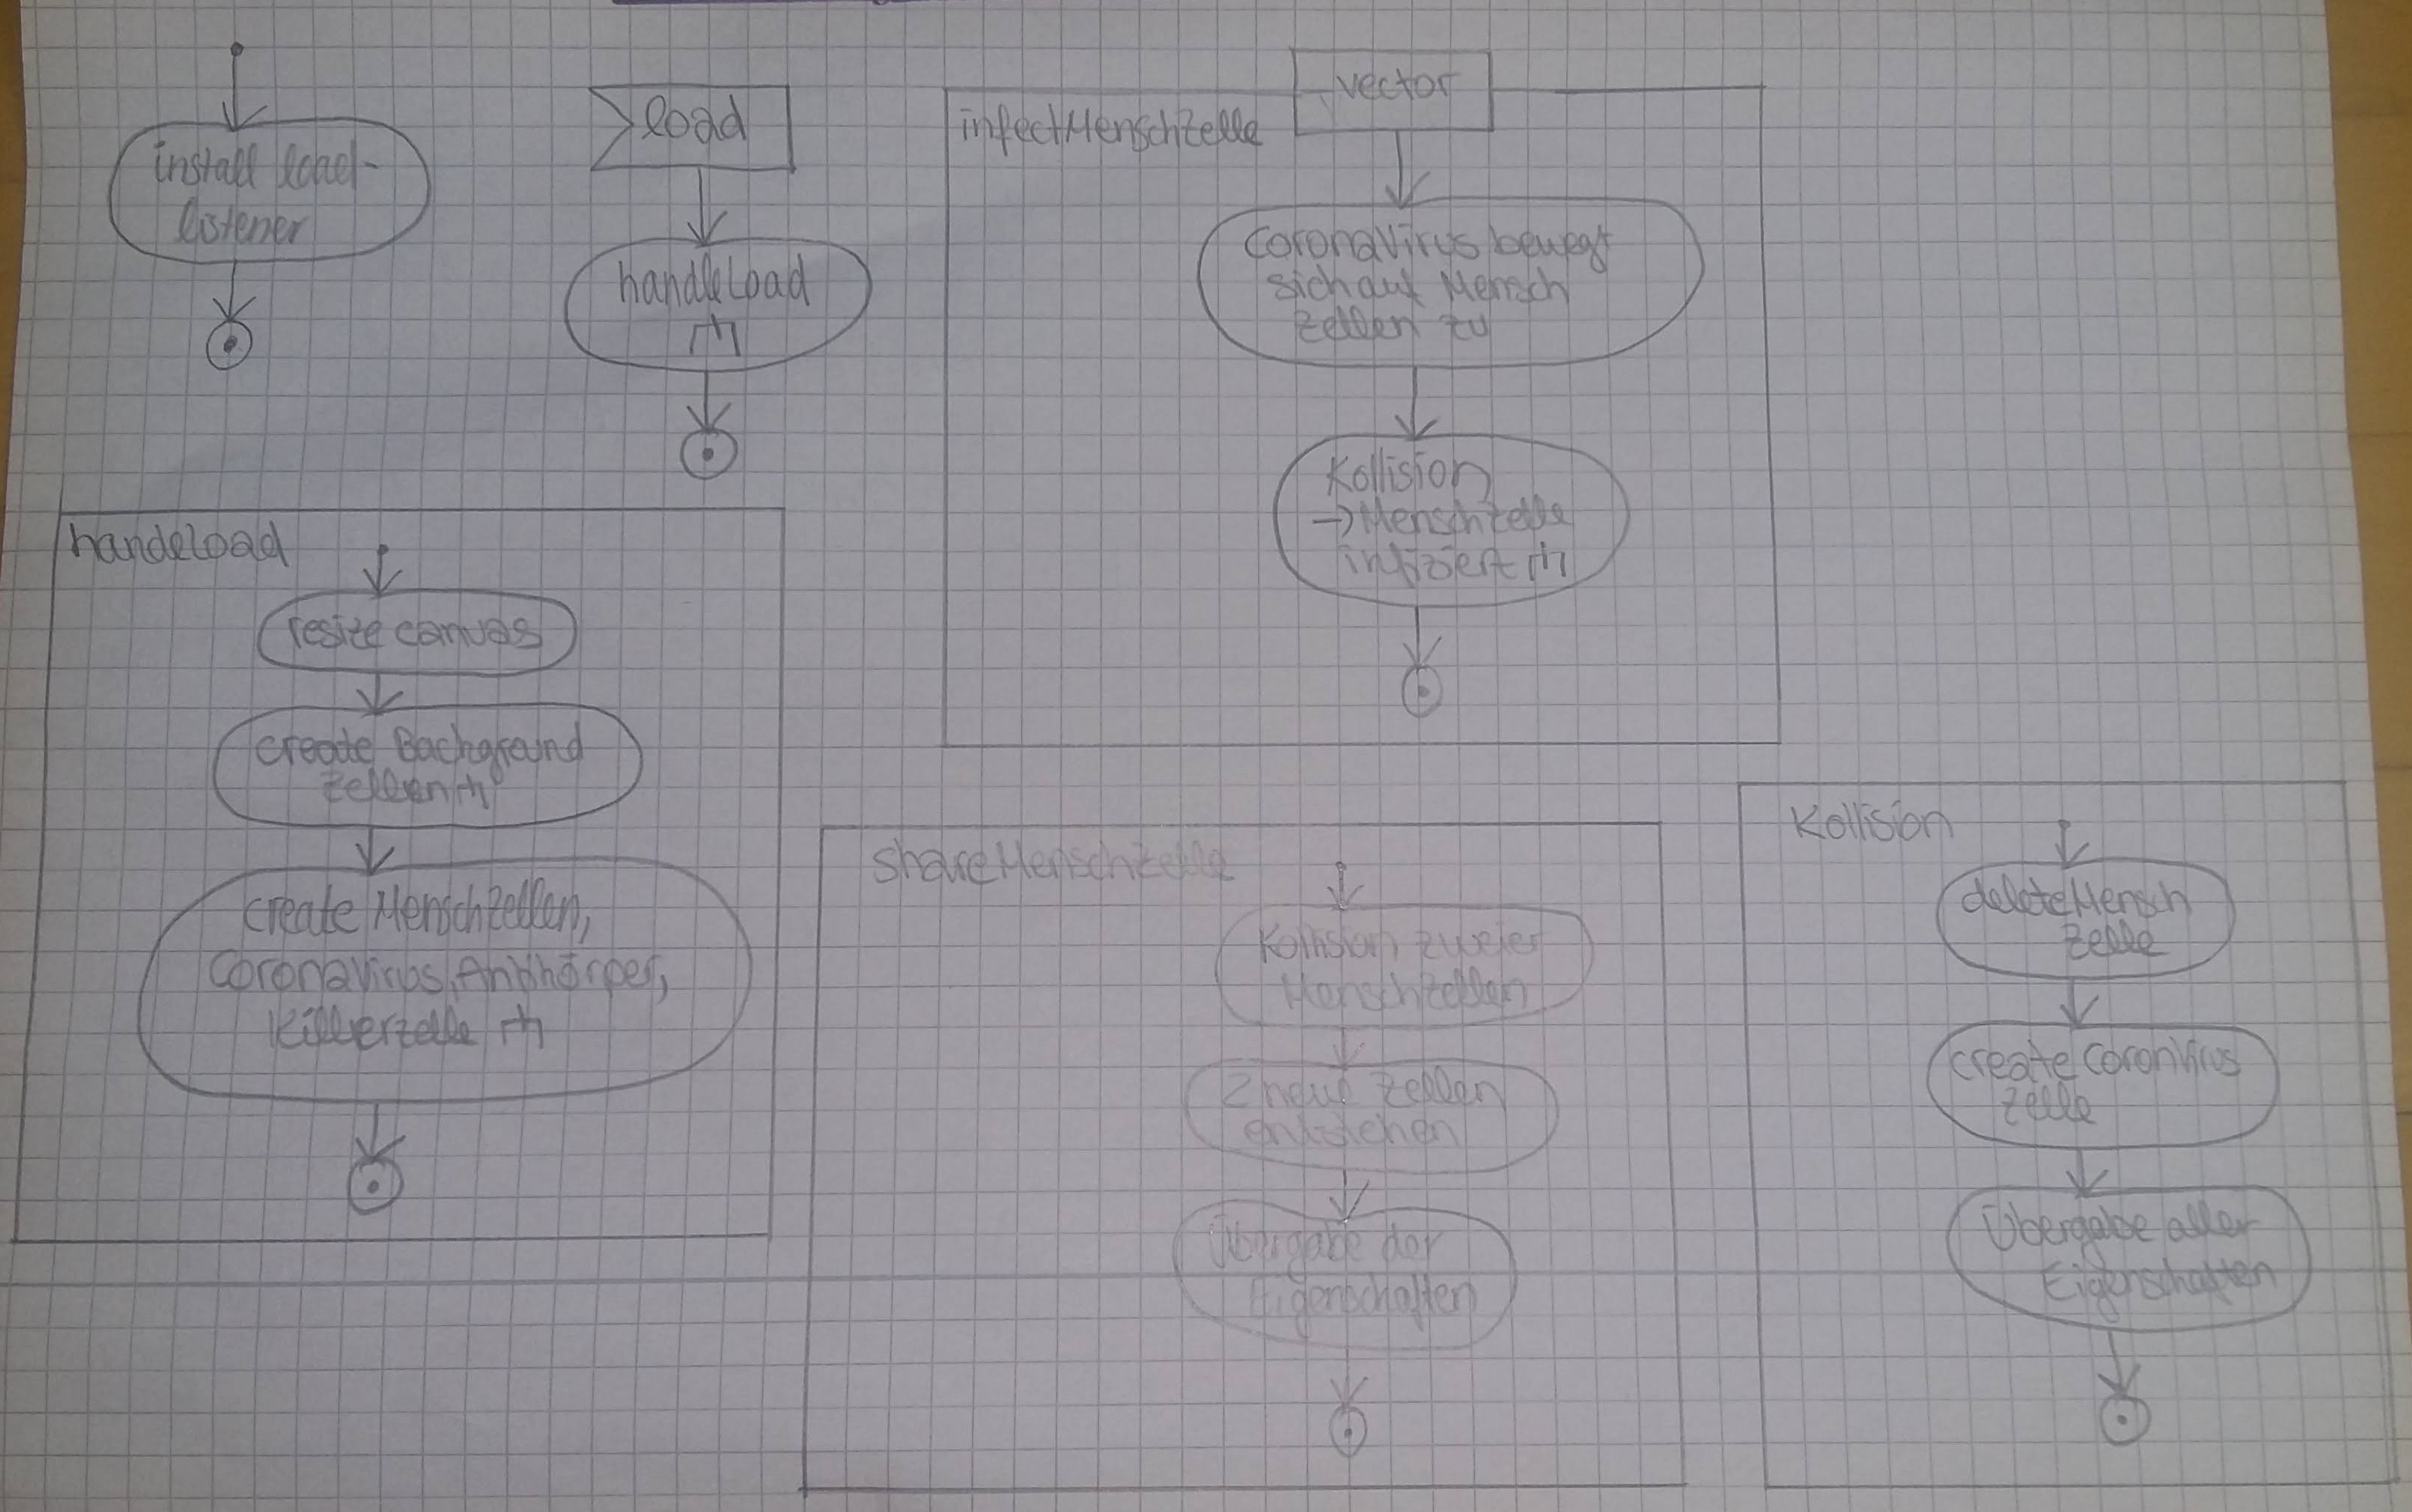 install load-
listener
load
handleLoad
vector
infectMenschZelle
CoronaVirus bewegt
sich auf Mensch
Zellen zu
Kollision
→MenschZelle
infiziert
handeLoad
resize canvas
create Background
Zellen
create MenschZellen,
CoronaVirus, Antikörper,
Killerzelle
shareMenschZelle
Kollision zweier
MenschZellen
2 neue Zellen
entstehen
Übergabe der
Eigenschaften
Kollision
deleteMensch
Zelle
create CoronVirus
Zelle
Übergabe aller
Eigenschaften